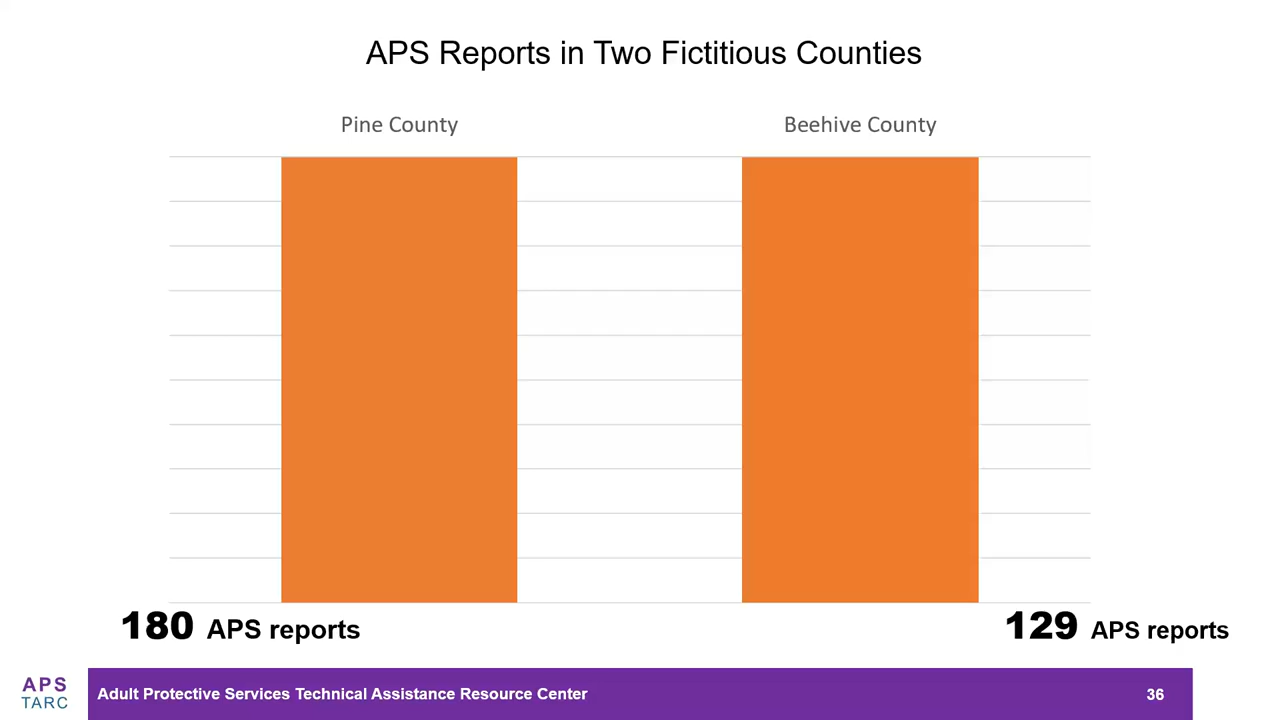 APS Reports in Two Fictitious Counties
Pine County
Beehive County
180 APS reports
129 APS reports
APS
TARC
Adult Protective Services Technical Assistance Resource Center
36